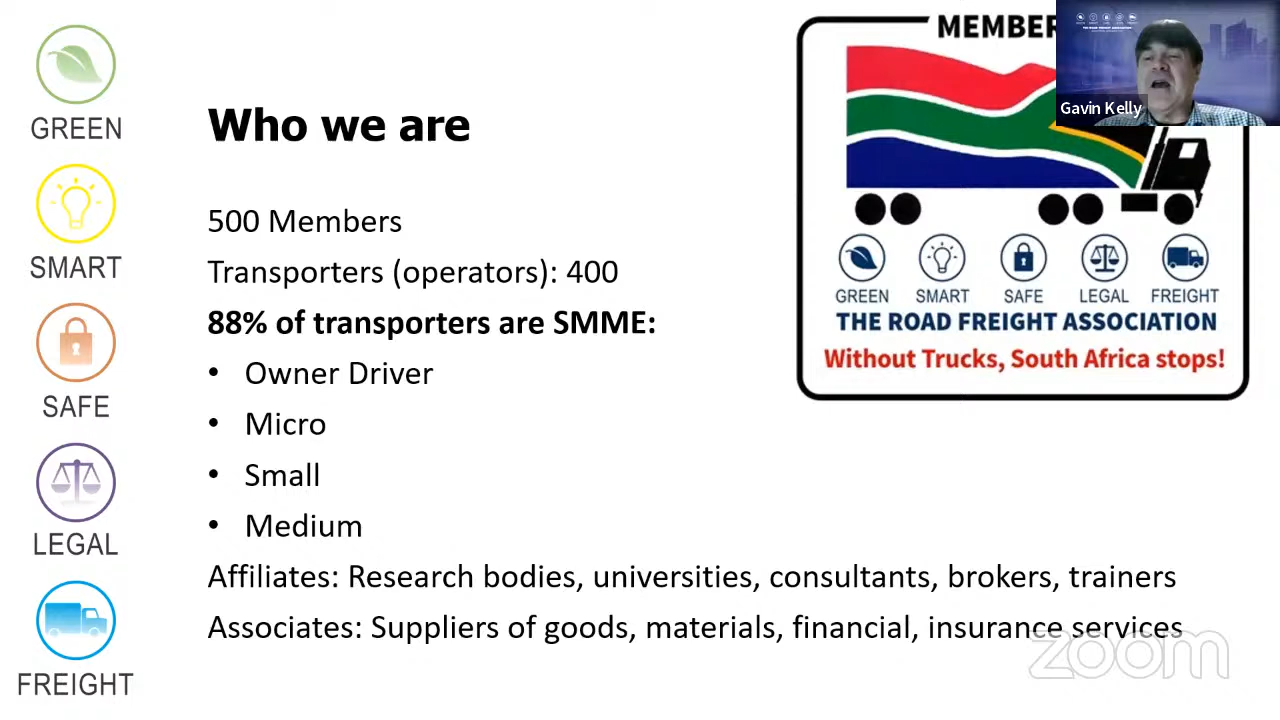 GREEN
SMART
SAFE
LEGAL
FREIGHT
Who we are
500 Members
Transporters (operators): 400
88% of transporters are SMME:
• Owner Driver
• Micro
• Small
• Medium
Affiliates: Research bodies, universities, consultants, brokers, trainers
Associates: Suppliers of goods, materials, financial, insurance services
GREEN SMART SAFE LEGAL FREIGHT
THE ROAD FREIGHT ASSOCIATION
Without Trucks, South Africa stops!
Gavin Kelly
zoom